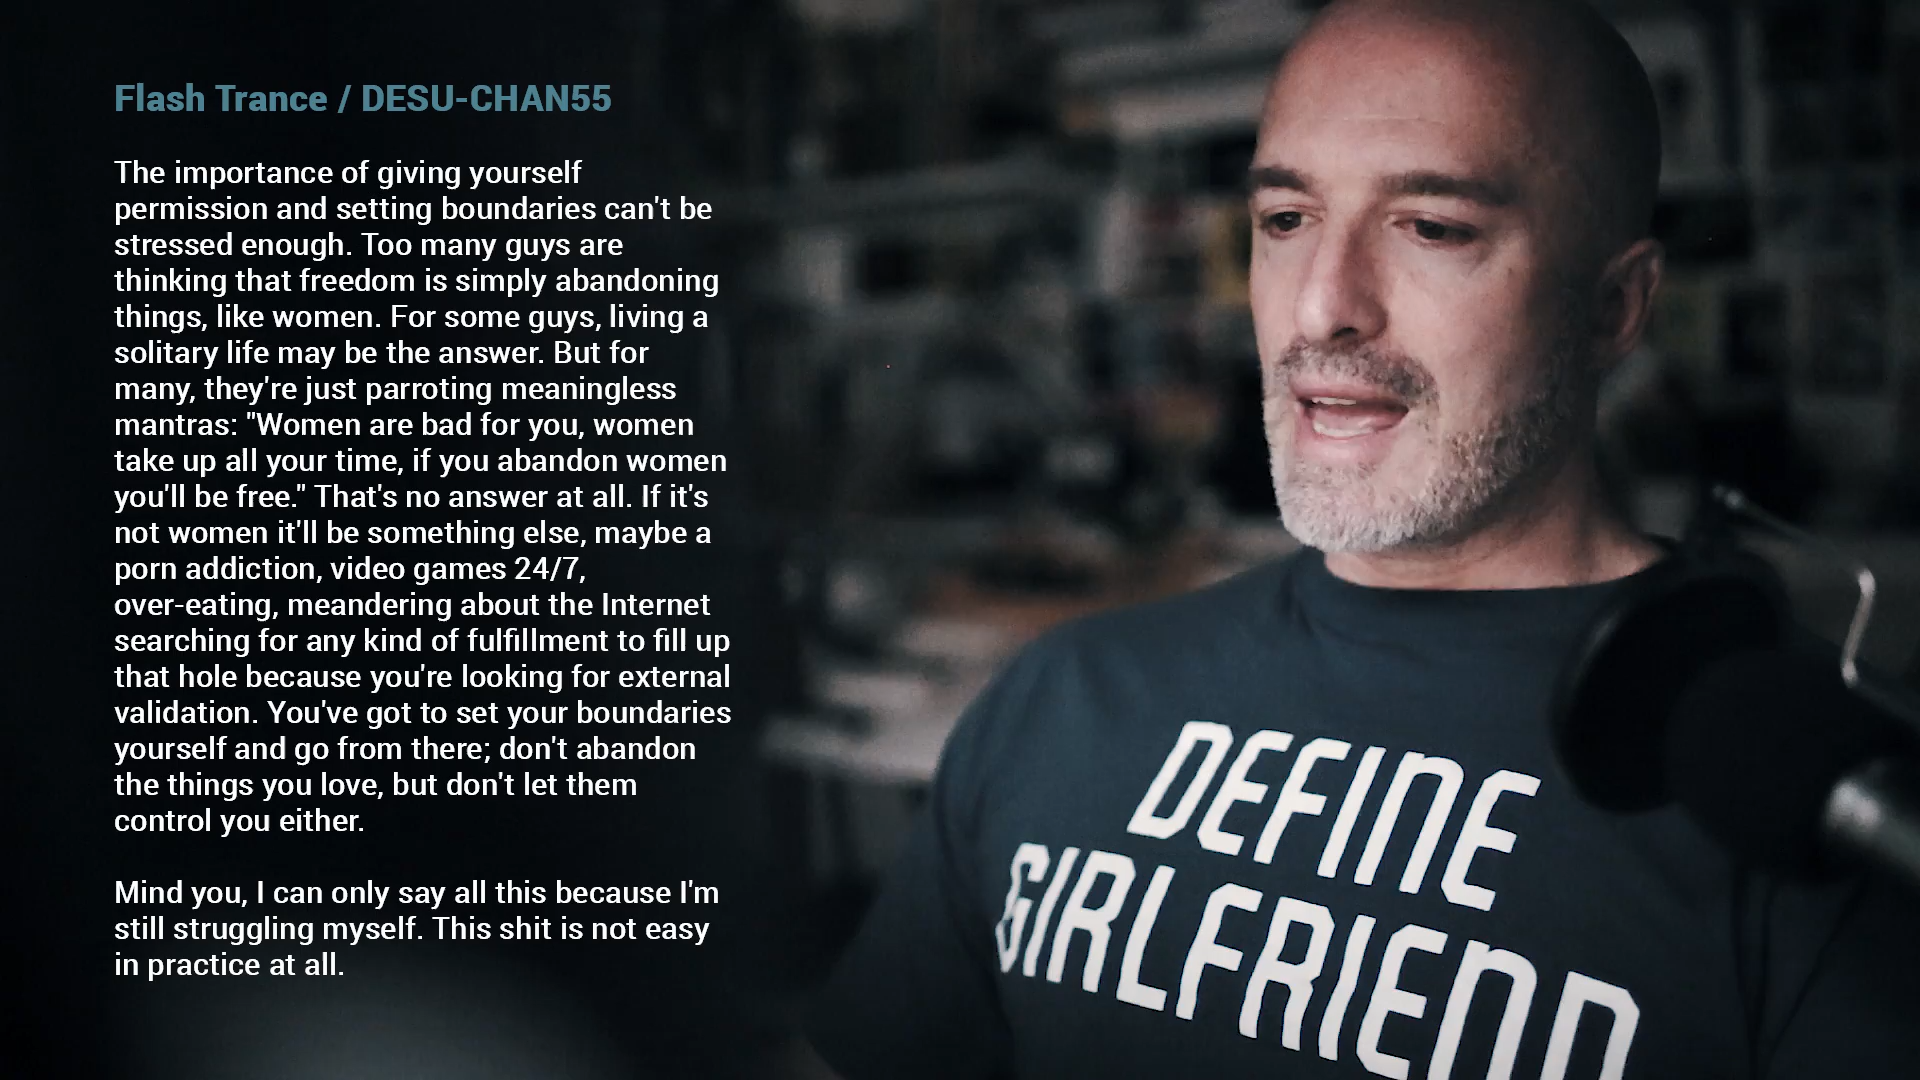 Flash Trance / DESU-CHAN55
The importance of giving yourself
permission and setting boundaries can't be
stressed enough. Too many guys are
thinking that freedom is simply abandoning
things, like women. For some guys, living a
solitary life may be the answer. But for
many, they're just parroting meaningless
mantras: "Women are bad for you, women
take up all your time, if you abandon women
you'll be free." That's no answer at all. If it's
not women it'll be something else, maybe a
porn addiction, video games 24/7,
over-eating, meandering about the Internet
searching for any kind of fulfillment to fill up
that hole because you're looking for external
validation. You've got to set your boundaries
yourself and go from there; don't abandon
the things you love, but don't let them
control you either.
Mind you, I can only say all this because I'm
still struggling myself. This shit is not easy
in practice at all.
DEFINE
GIRLFRIEND